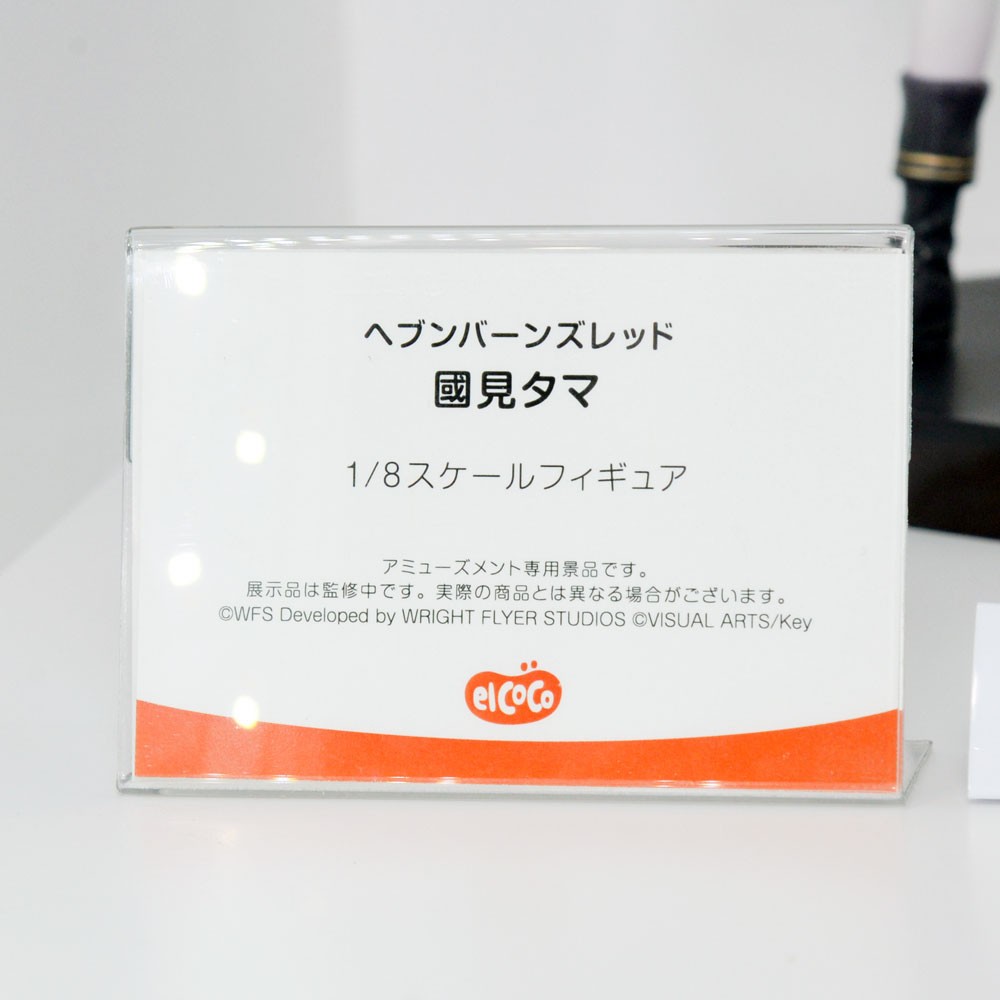 ヘブンバーンズレッド
國見タマ
1/8スケールフィギュア
アミューズメント専用景品です。
展示品は監修中です。実際の商品とは異なる場合がございます。
©WFS Developed by WRIGHT FLYER STUDIOS ©VISUAL ARTS/Key
elcoco